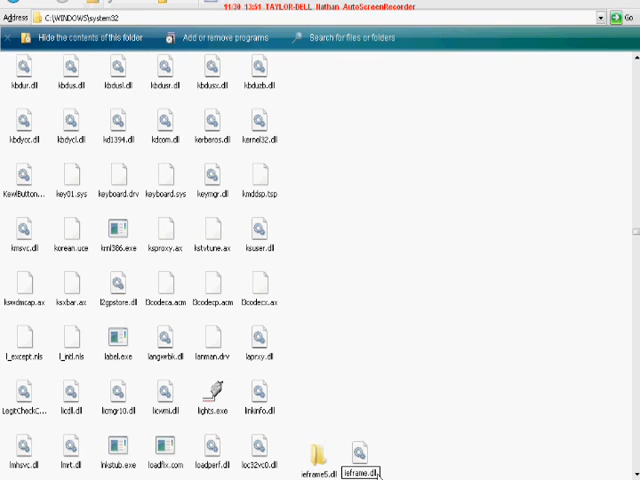 11/30 13:51 TAYLOR-DELL Nathan AutoScreenRecorder
Address C:\WINDOWS\system32 Go
Hide the contents of this folder Add or remove programs Search for files or folders
kbdur.dll kbdus.dll kbdusl.dll kbdusr.dll kbdusx.dll kbduzb.dll
kbdycc.dll kbdycl.dll kd1394.dll kdcom.dll kerberos.dll kernel32.dll
KewlButton... key01.sys keyboard.drv keyboard.sys keymgr.dll kmddsp.tsp
kmsvc.dll korean.uce krnl386.exe ksproxy.ax kstvtune.ax ksuser.dll
kswdmcap.ax ksxbar.ax l2gpstore.dll l3codeca.acm l3codecp.acm l3codecx.ax
l_except.nls l_intl.nls label.exe langwrbk.dll lanman.drv laprxy.dll
LegitCheckC... licdll.dll licmgr10.dll licwmi.dll lights.exe linkinfo.dll
lmhsvc.dll lmrt.dll lnkstub.exe loadfix.com loadperf.dll loc32vc0.dll ieframe5.dll ieframe.dll